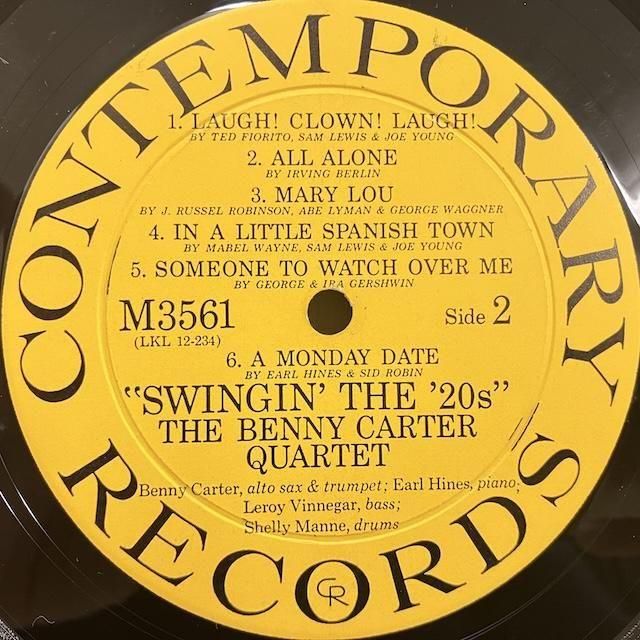 CONTEMPORARY
1. LAUGH! CLOWN! LAUGH!
BY TED FIORITO, SAM LEWIS & JOE YOUNG
2. ALL ALONE
BY IRVING BERLIN
3. MARY LOU
BY J. RUSSEL ROBINSON, ABE LYMAN & GEORGE WAGGNER
4. IN A LITTLE SPANISH TOWN
BY MABEL WAYNE, SAM LEWIS & JOE YOUNG
5. SOMEONE TO WATCH OVER ME
BY GEORGE & IRA GERSHWIN
M3561
Side 2
(LKL 12-234)
6. A MONDAY DATE
BY EARL HINES & SID ROBIN
"SWINGIN' THE '20s"
THE BENNY CARTER
QUARTET
Benny Carter, alto sax & trumpet; Earl Hines, piano;
Leroy Vinnegar, bass;
Shelly Manne, drums
RECORDS
CR